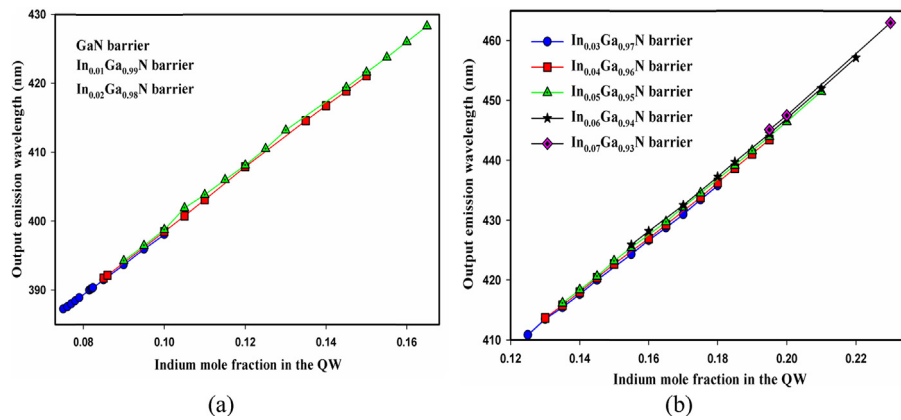 (a)
430
420
410
400
390
Output emission wavelength (nm)
GaN barrier
In0.01Ga0.99N barrier
In0.02Ga0.98N barrier
0.08 0.10 0.12 0.14 0.16
Indium mole fraction in the QW
(a)
(b)
460
450
440
430
420
410
Output emission wavelength (nm)
In0.03Ga0.97N barrier
In0.04Ga0.96N barrier
In0.05Ga0.95N barrier
In0.06Ga0.94N barrier
In0.07Ga0.93N barrier
0.12 0.14 0.16 0.18 0.20 0.22
Indium mole fraction in the QW
(b)